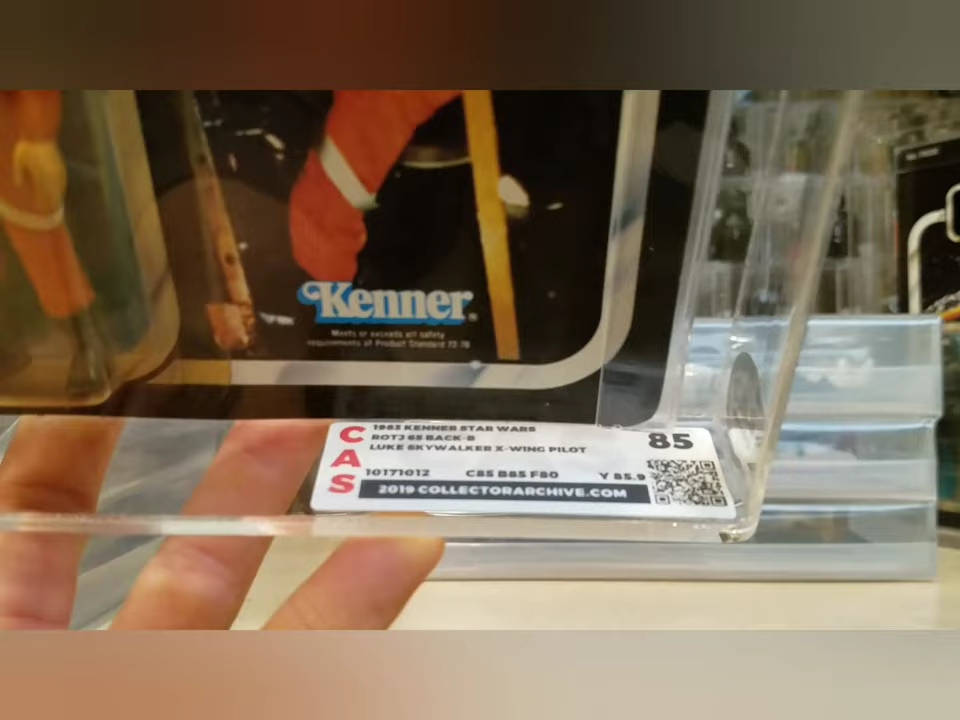 Kenner®
Meets or exceeds all safety
requirements of Product Standard 72-76
CAS
1983 KENNER STAR WARS
ROTJ 65 BACK-B
LUKE SKYWALKER X-WING PILOT
85
10171012 C85 B85 F80 Y 85.9
2019 COLLECTORARCHIVE.COM